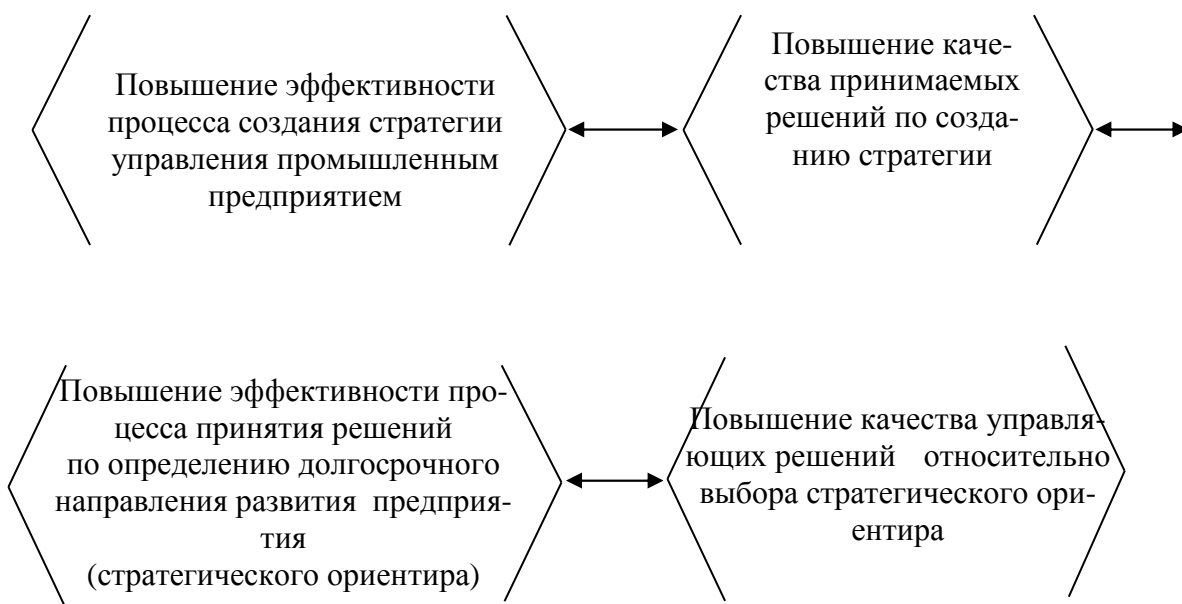 Повышение эффективности
процесса создания стратегии
управления промышленным
предприятием
Повышение каче-
ства принимаемых
решений по созда-
нию стратегии
Повышение эффективности про-
цесса принятия решений
по определению долгосрочного
направления развития предприя-
тия
(стратегического ориентира)
Повышение качества управля-
ющих решений относительно
выбора стратегического ори-
ентира